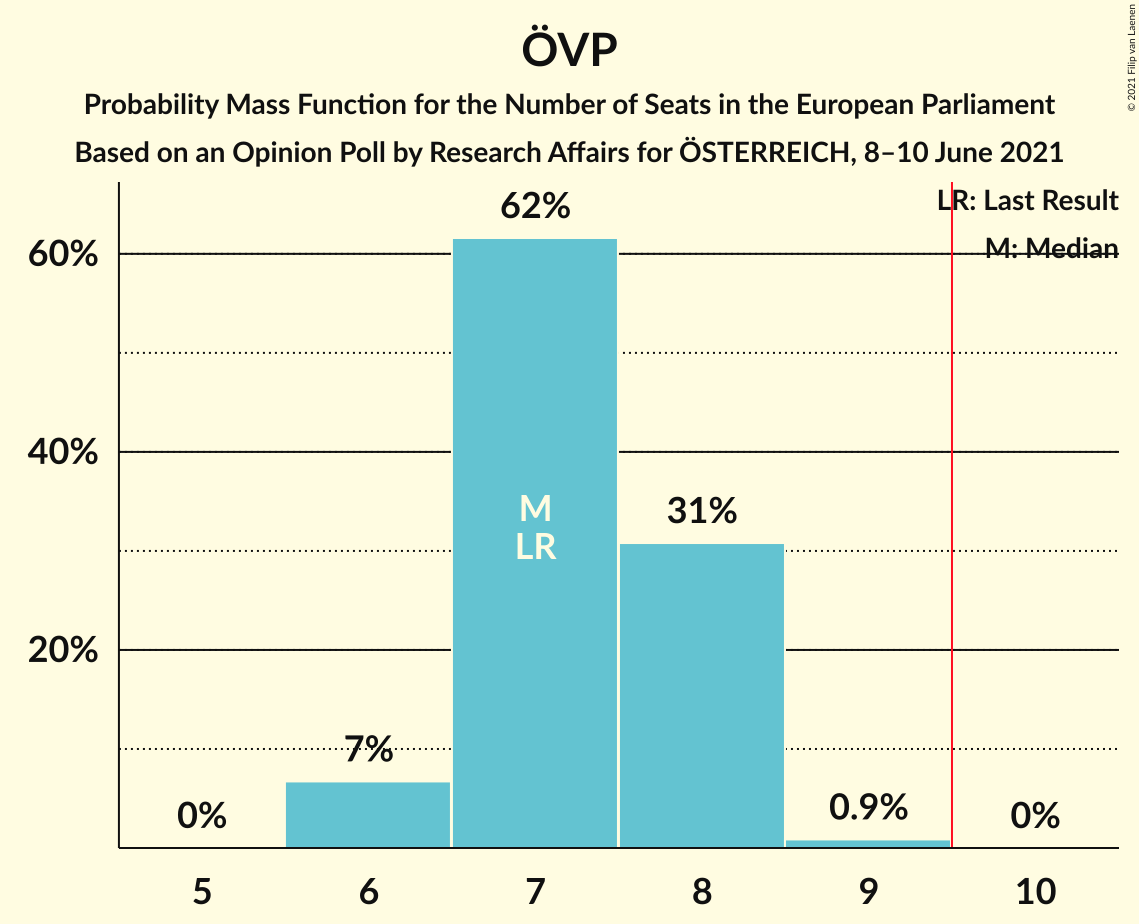 ÖVP
Probability Mass Function for the Number of Seats in the European Parliament
Based on an Opinion Poll by Research Affairs for ÖSTERREICH, 8–10 June 2021
© 2021 Filip van Laenen
LR: Last Result
M: Median
60%
40%
20%
0%
7%
62%
M
LR
31%
0.9%
0%
5
6
7
8
9
10